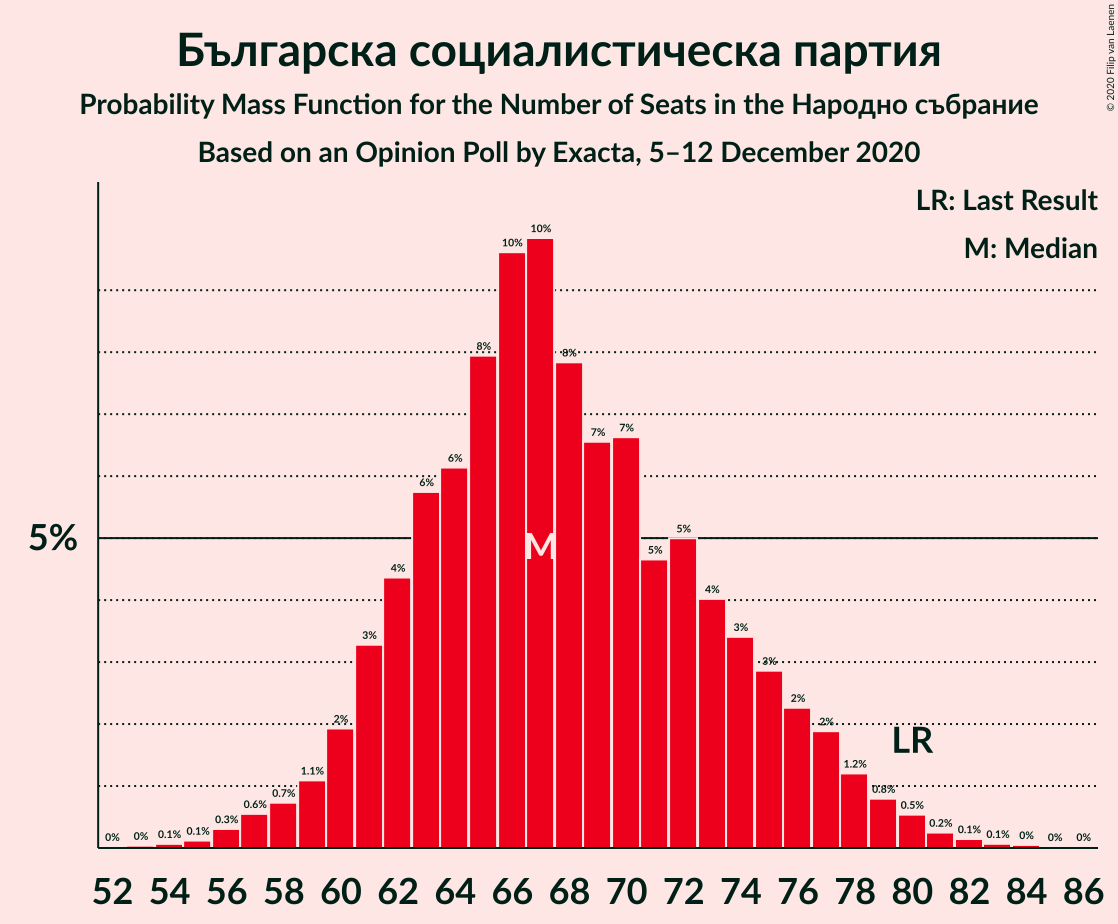 Българска социалистическа партия
Probability Mass Function for the Number of Seats in the Народно събрание
Based on an Opinion Poll by Exacta, 5–12 December 2020
© 2020 Filip van Laenen
LR: Last Result
M: Median
5%
0% 0% 0.1% 0.1% 0.3% 0.6% 0.7% 1.1% 2% 3% 4% 6% 6% 8% 10% 10% 8% 7% 7% 5% 5% 4% 3% 3% 2% 2% 1.2% 0.8% 0.5% 0.2% 0.1% 0.1% 0% 0% 0%
M
LR
52 54 56 58 60 62 64 66 68 70 72 74 76 78 80 82 84 86